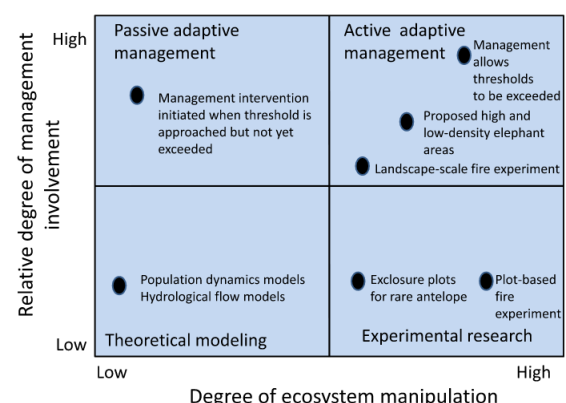 High
Relative degree of management
involvement
Low
Passive adaptive
management
Management intervention
initiated when threshold is
approached but not yet
exceeded
Active adaptive
management
Management
allows
thresholds
to be exceeded
Proposed high and
low-density elephant
areas
Landscape-scale fire experiment
Population dynamics models
Hydrological flow models
Theoretical modeling
Exclosure plots
for rare antelope
Plot-based
fire
experiment
Experimental research
Low
High
Degree of ecosystem manipulation